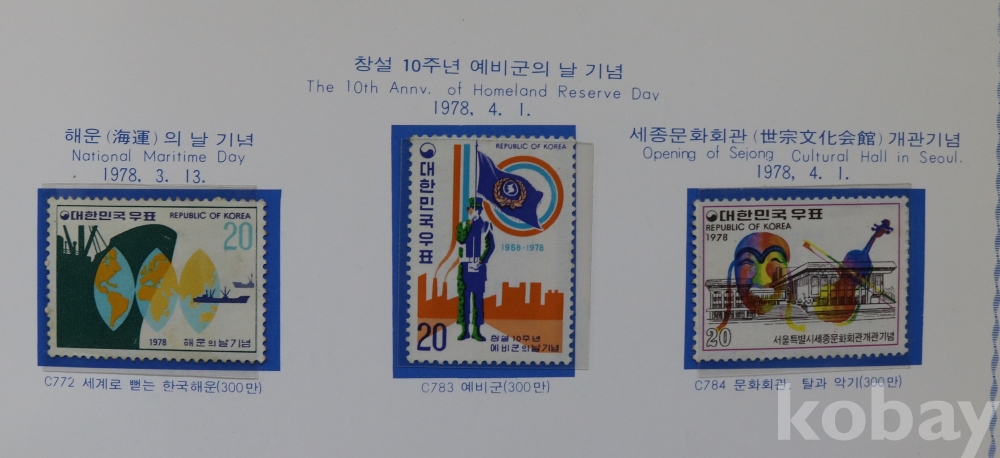 창설 10주년 예비군의 날 기념
The 10th Annv. of Homeland Reserve Day
1978. 4. 1.
해운(海運)의 날 기념
National Maritime Day
1978. 3. 13.
세종문화회관(世宗文化会館)개관기념
Opening of Sejong Cultural Hall in Seoul.
1978. 4. 1.
대한민국우표 REPUBLIC OF KOREA
20
1978 해운의날기념
C772 세계로 뻗는 한국해운(300만)
REPUBLIC OF KOREA
대한민국우표
1968-1978
20
창설10주년
예비군의날기념
C783 예비군(300만)
대한민국우표
REPUBLIC OF KOREA
1978
20
서울특별시세종문화회관개관기념
C784 문화회관, 탈과 악기(300만)
kobay